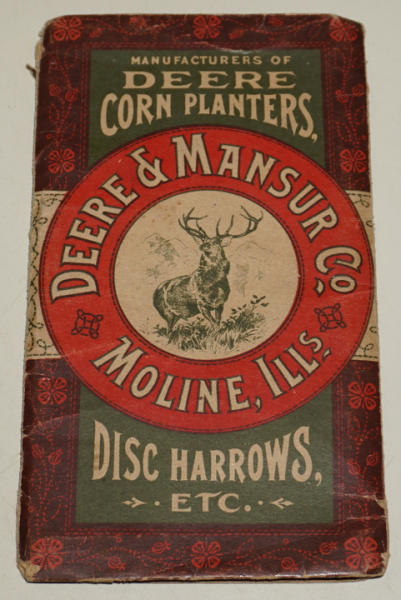 MANUFACTURERS OF
DEERE
CORN PLANTERS,
DEERE & MANSUR CO.
MOLINE, ILLS.
DISC HARROWS,
ETC.